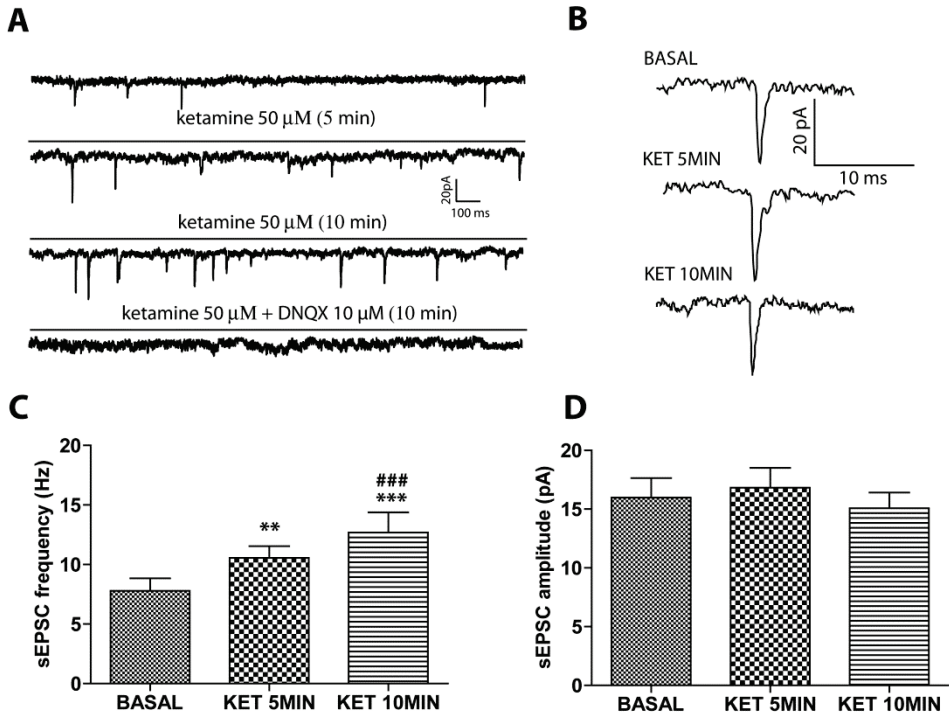 A
ketamine 50 µM (5 min)
20pA
100 ms
ketamine 50 µM (10 min)
ketamine 50 µM + DNQX 10 µM (10 min)
B
BASAL
20 pA
10 ms
KET 5MIN
KET 10MIN
C
sEPSC frequency (Hz)
20
15
10
5
0
**
###
***
BASAL
KET 5MIN
KET 10MIN
D
sEPSC amplitude (pA)
20
15
10
5
0
BASAL
KET 5MIN
KET 10MIN